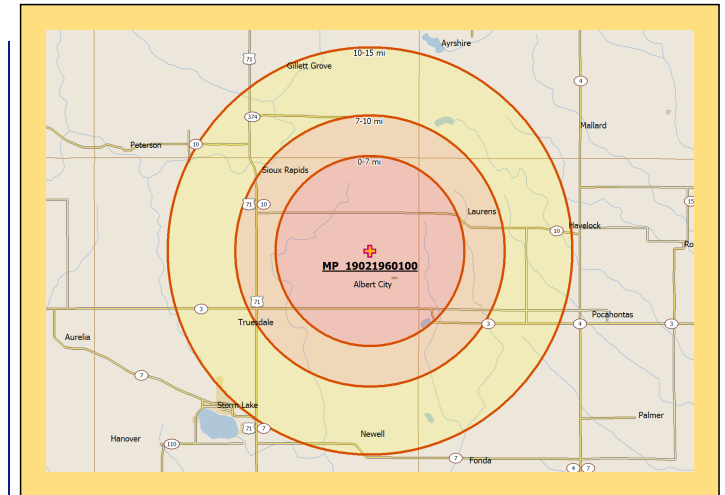 Ayrshire
10-15 mi
71
Gillett Grove
4
374
7-10 mi
Mallard
Peterson
10
0-7 mi
Sioux Rapids
15
71
10
Laurens
Havelock
10
Ro
MP 19021960100
Albert City
71
3
Pocahontas
Truesdale
3
4
3
Aurelia
7
Storm Lake
Palmer
71
7
Newell
Hanover
110
7
Fonda
4
7